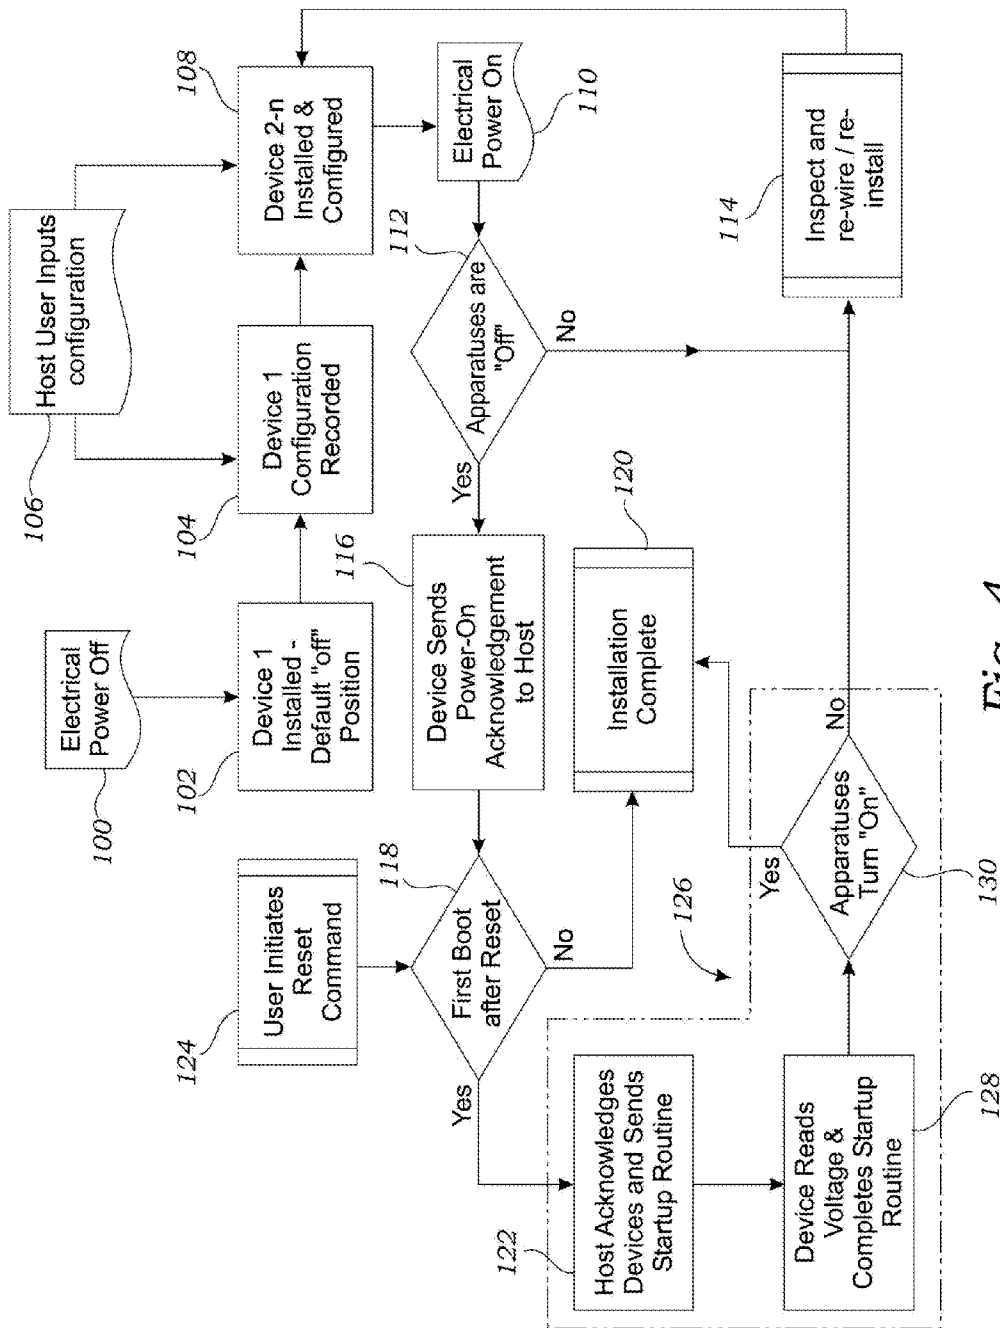 106
Host User Inputs
configuration
108
Device 2-n
Installed &
Configured
104
Device 1
Configuration
Recorded
100
Electrical
Power Off
102
Device 1
Installed -
Default "off"
Position
110
Electrical
Power On
112
Apparatuses are
"Off"
No
Yes
114
Inspect and
re-wire / re-
install
116
Device Sends
Power-On
Acknowledgement
to Host
118
First Boot
after Reset
No
Yes
124
User Initiates
Reset
Command
120
Installation
Complete
126
122
Host Acknowledges
Devices and Sends
Startup Routine
128
Device Reads
Voltage &
Completes Startup
Routine
130
Apparatuses
Turn "On"
Yes
No